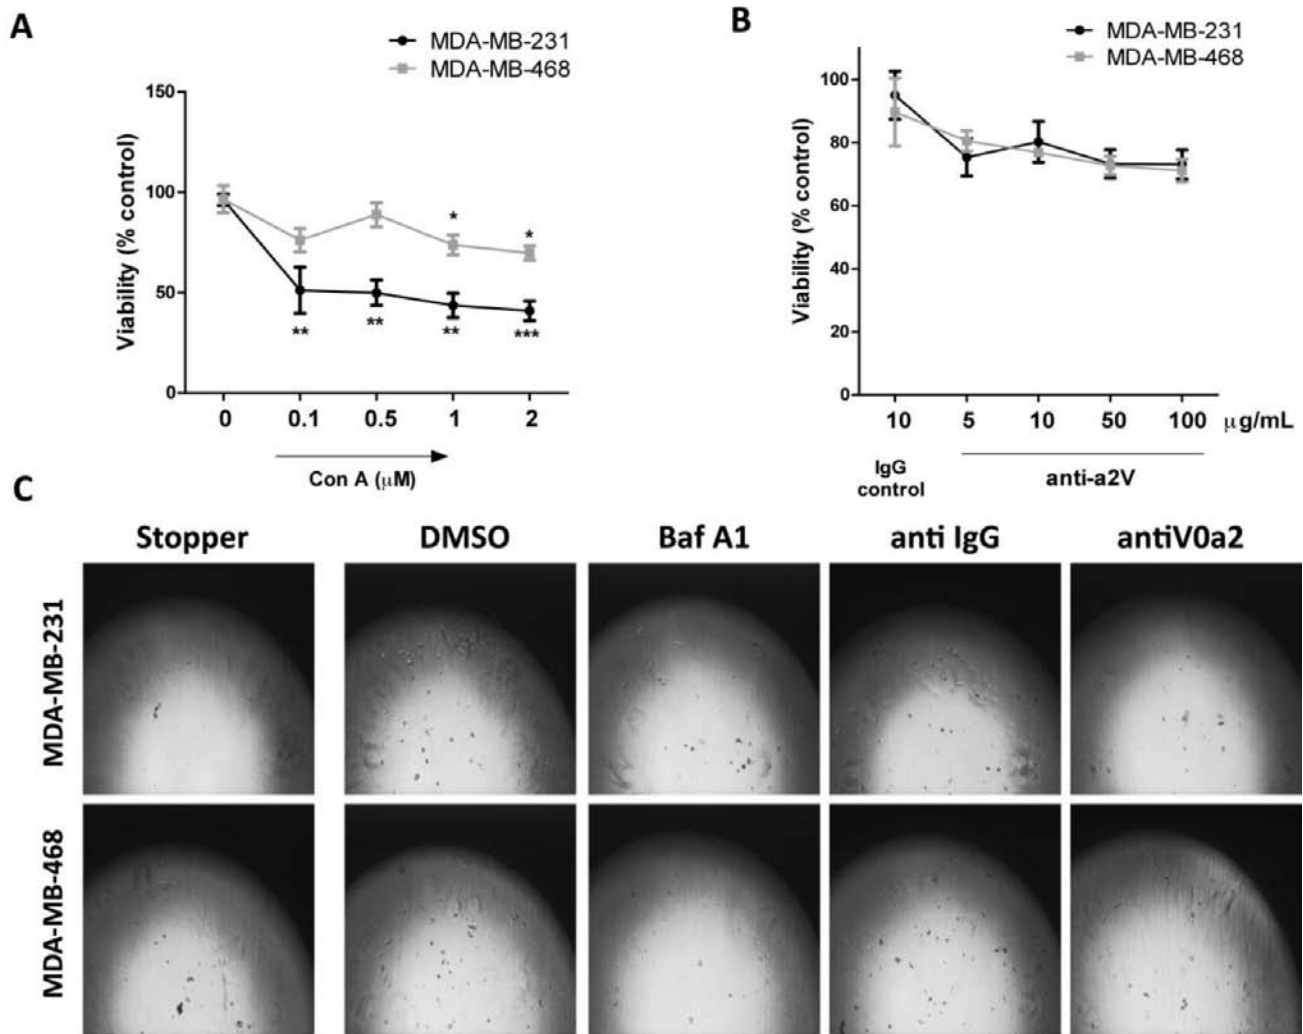 A
MDA-MB-231
MDA-MB-468
Viability (% control)
150
100
50
0
*
*
**
**
**
***
0 0.1 0.5 1 2
Con A (μM)
B
MDA-MB-231
MDA-MB-468
Viability (% control)
100
80
60
40
20
0
10 5 10 50 100 μg/mL
IgG
control
anti-a2V
C
Stopper DMSO Baf A1 anti IgG antiV0a2
MDA-MB-231
MDA-MB-468